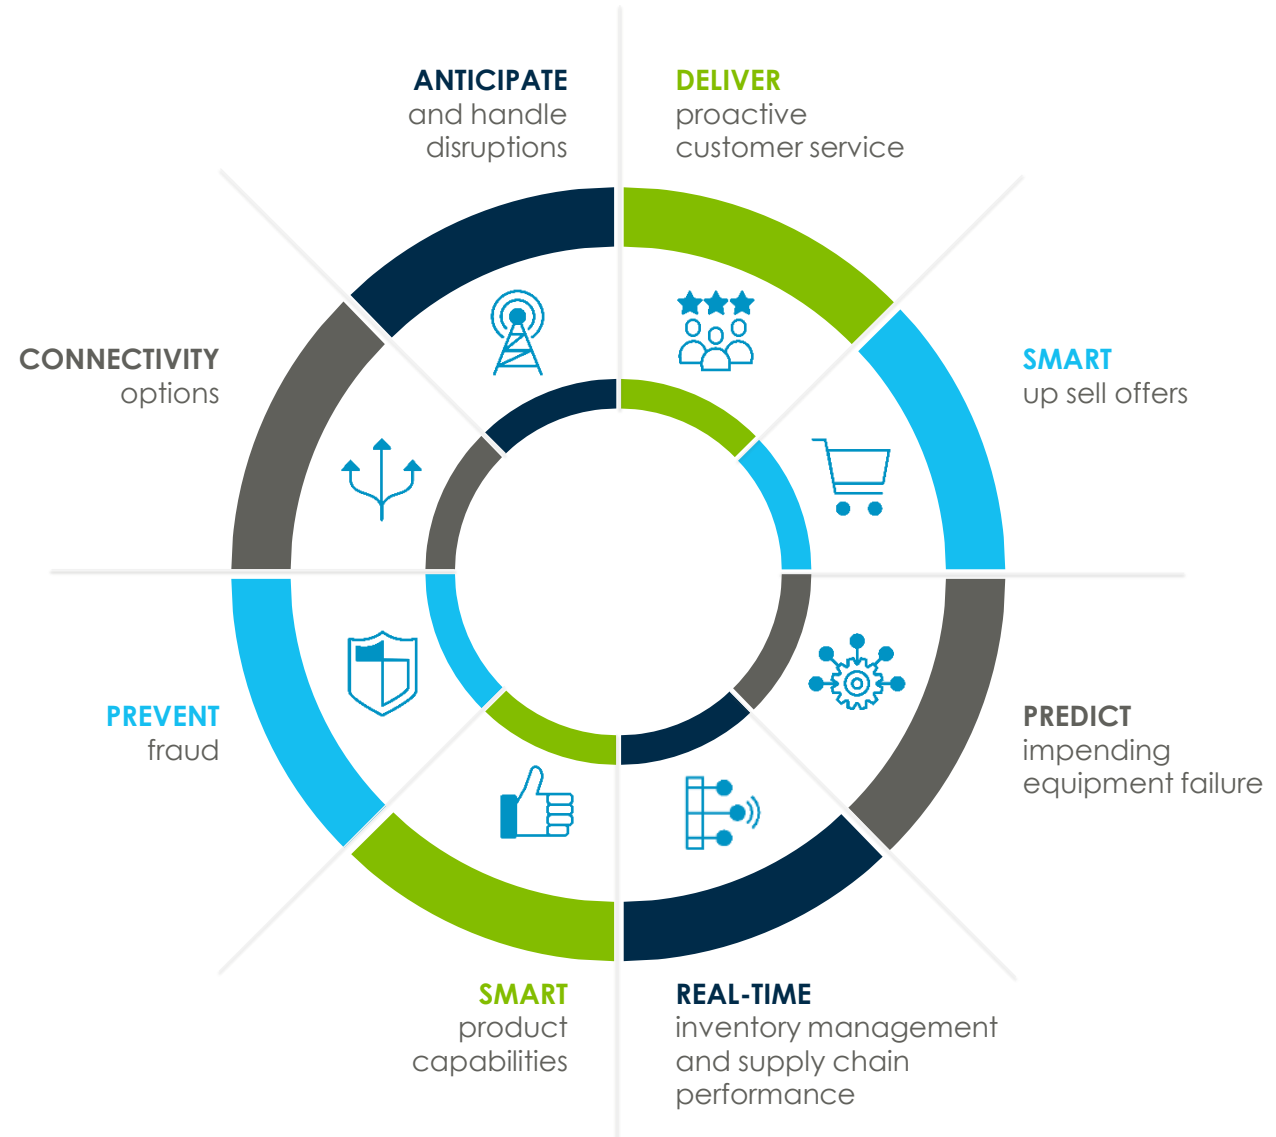 ANTICIPATE
and handle
disruptions
DELIVER
proactive
customer service
CONNECTIVITY
options
SMART
up sell offers
PREVENT
fraud
PREDICT
impending
equipment failure
SMART
product
capabilities
REAL-TIME
inventory management
and supply chain
performance